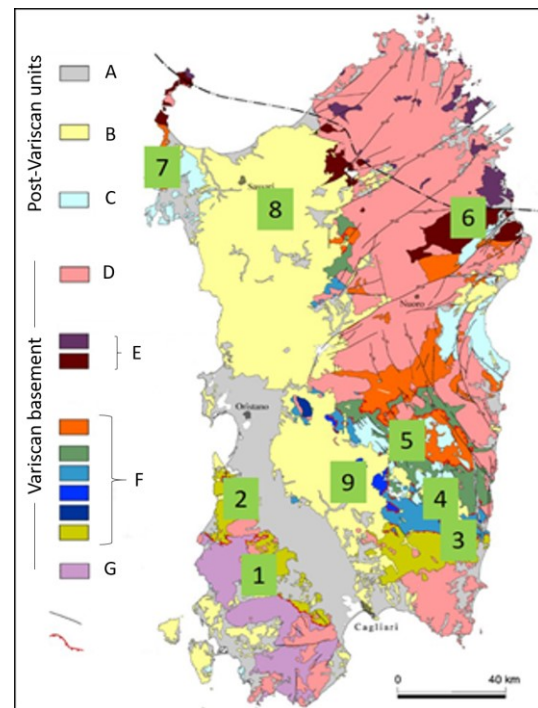 Post-Variscan units
A
B
C
Variscan basement
D
E
F
G
7
8
Sassari
6
Nuoro
Oristano
5
2
9
4
3
1
Cagliari
0
40 km